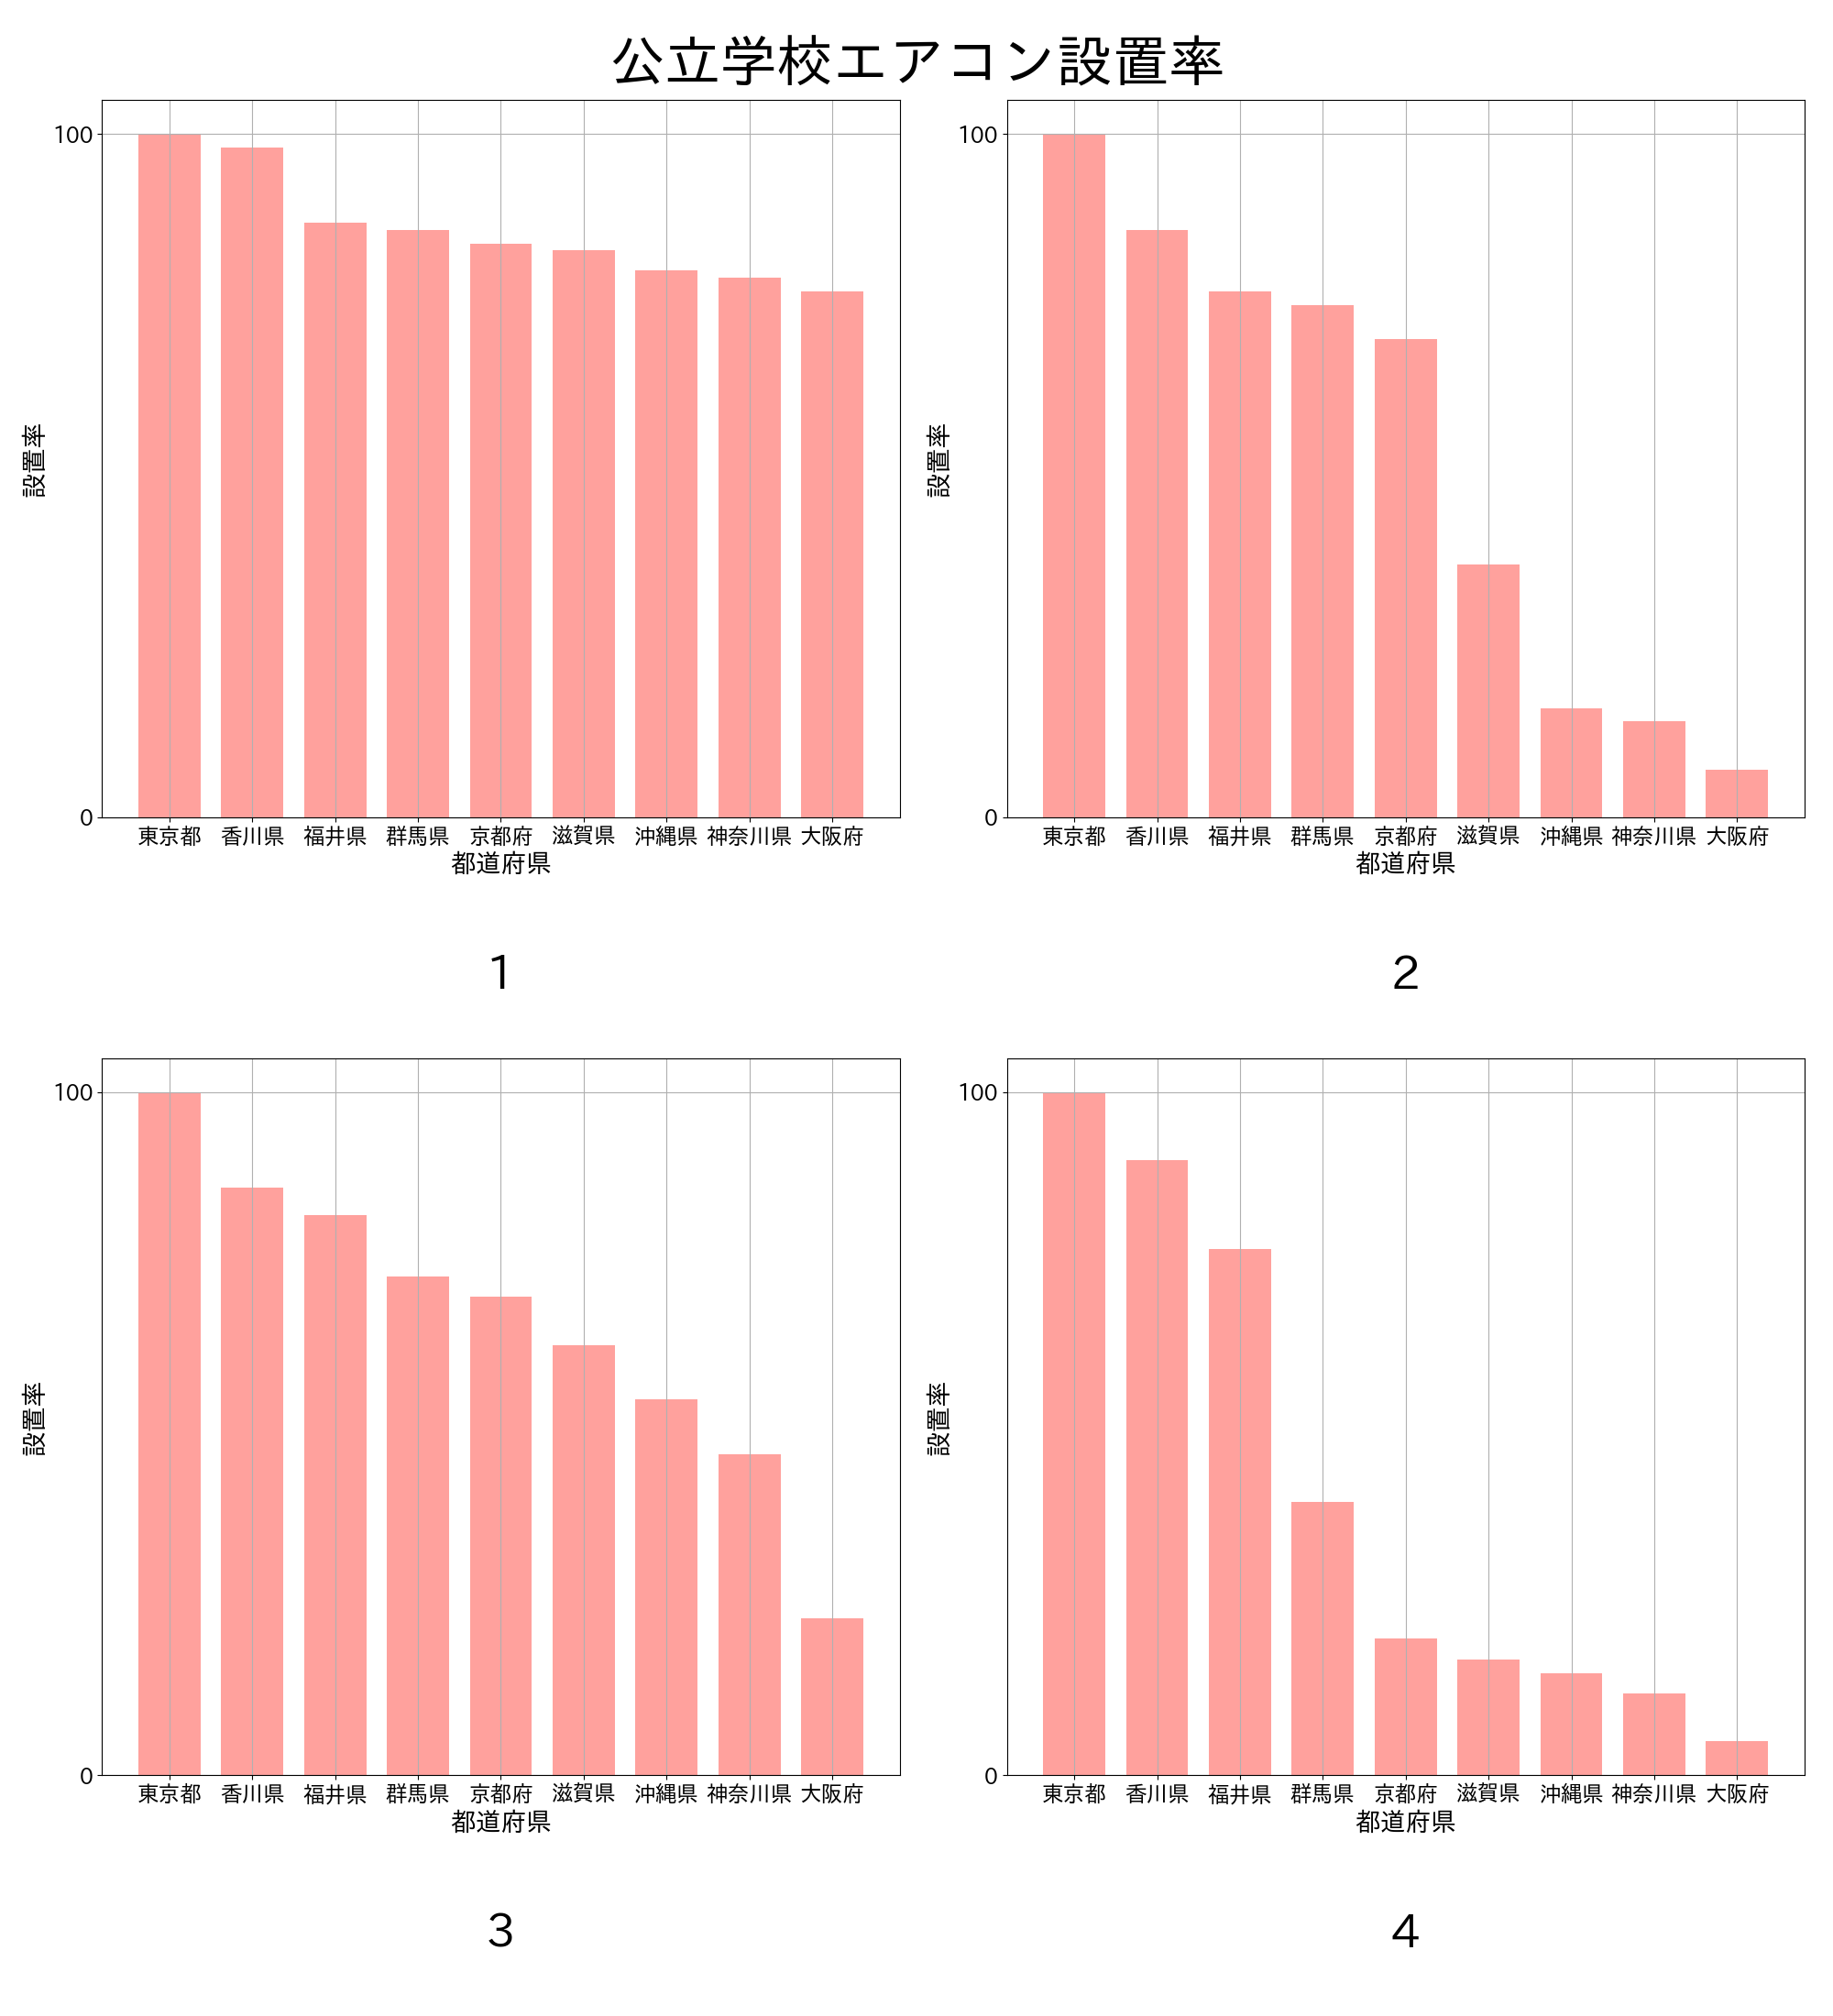 公立学校エアコン設置率
100
0
設置率
東京都 香川県 福井県 群馬県 京都府 滋賀県 沖縄県 神奈川県 大阪府
都道府県
1
100
0
設置率
東京都 香川県 福井県 群馬県 京都府 滋賀県 沖縄県 神奈川県 大阪府
都道府県
2
100
0
設置率
東京都 香川県 福井県 群馬県 京都府 滋賀県 沖縄県 神奈川県 大阪府
都道府県
3
100
0
設置率
東京都 香川県 福井県 群馬県 京都府 滋賀県 沖縄県 神奈川県 大阪府
都道府県
4